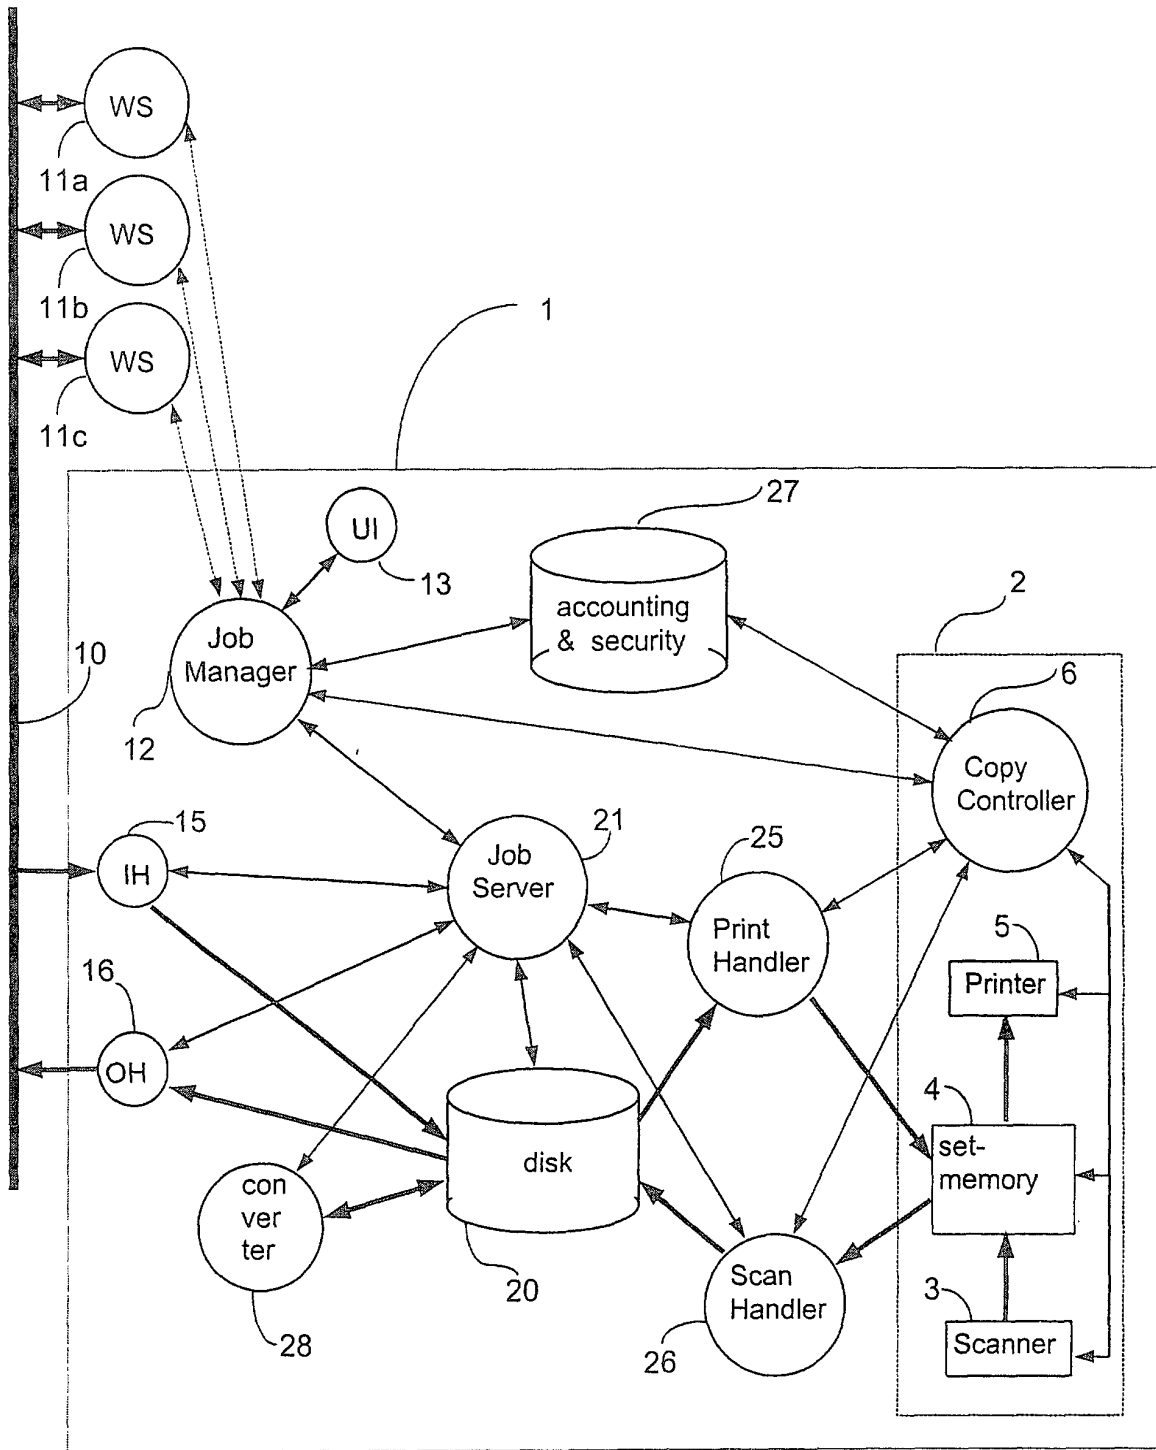 WS
11a
WS
11b
WS
11c
1
UI
13
27
accounting
& security
2
Job
Manager
12
10
6
Copy
Controller
15
IH
21
Job
Server
25
Print
Handler
5
Printer
16
OH
4
set-
memory
disk
20
con
ver
ter
28
Scan
Handler
26
3
Scanner